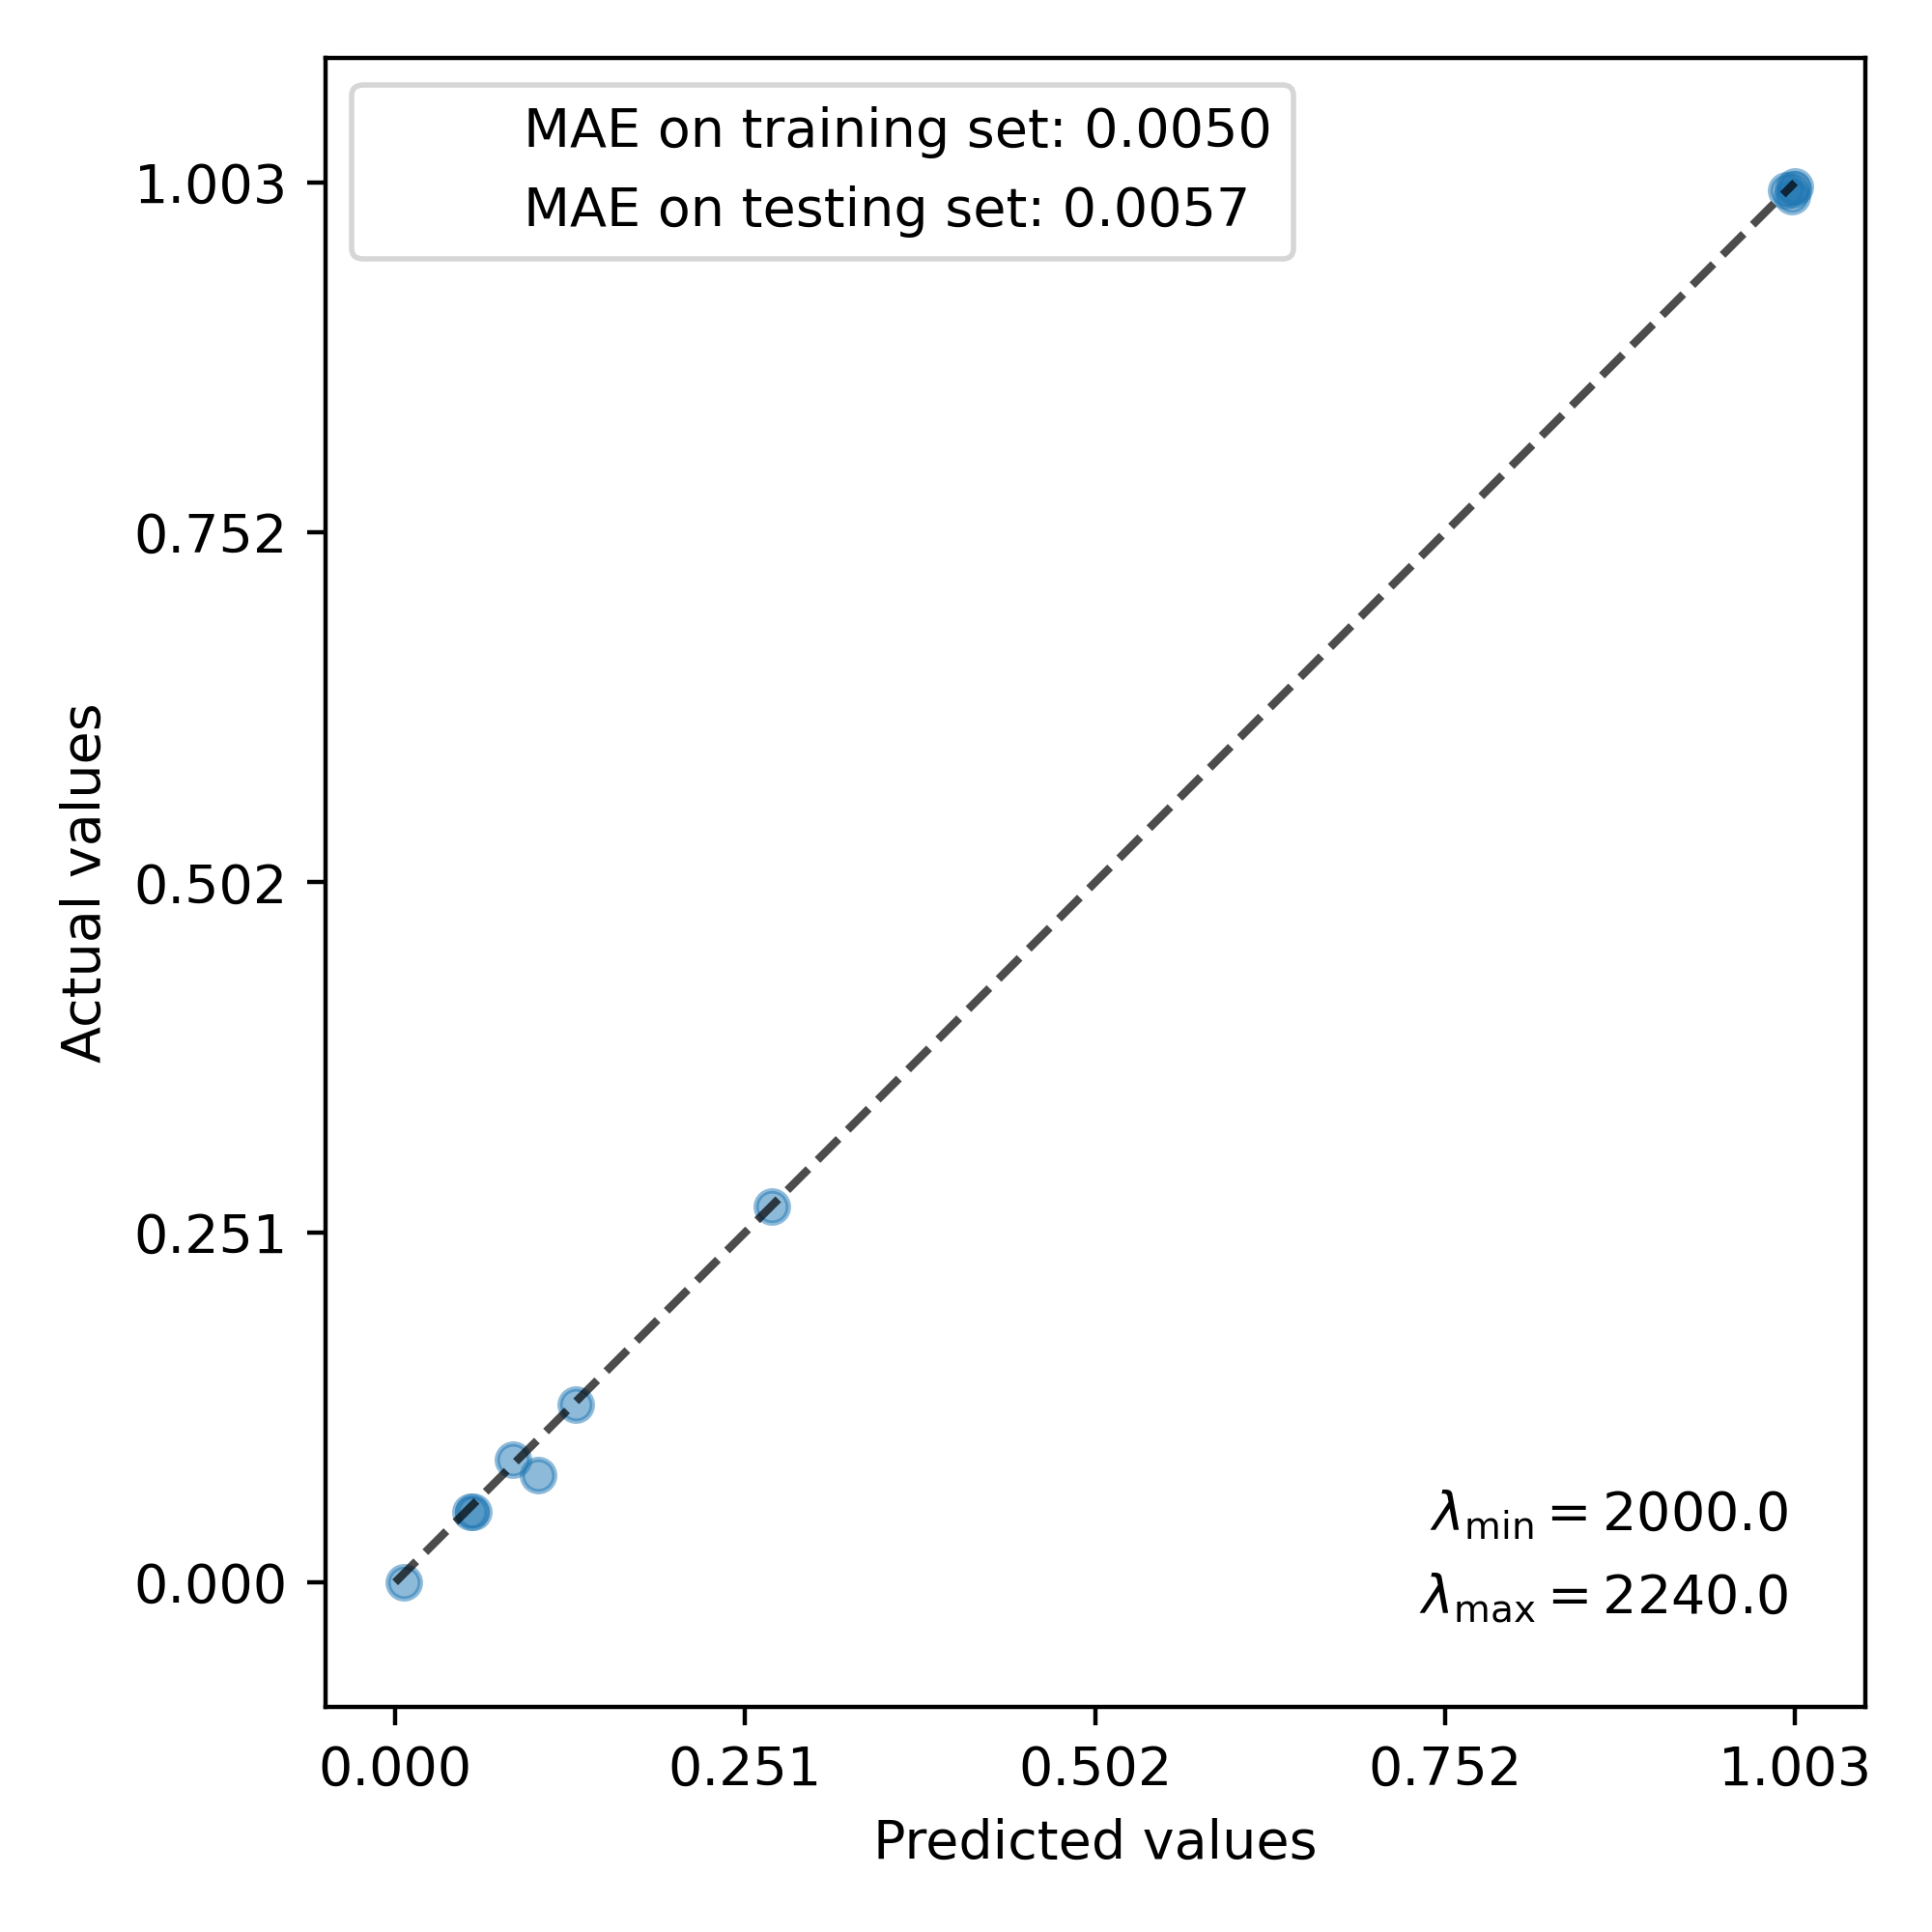 MAE on training set: 0.0050
MAE on testing set: 0.0057
1.003
0.752
0.502
0.251
0.000
Actual values
λmin = 2000.0
λmax = 2240.0
0.000 0.251 0.502 0.752 1.003
Predicted values